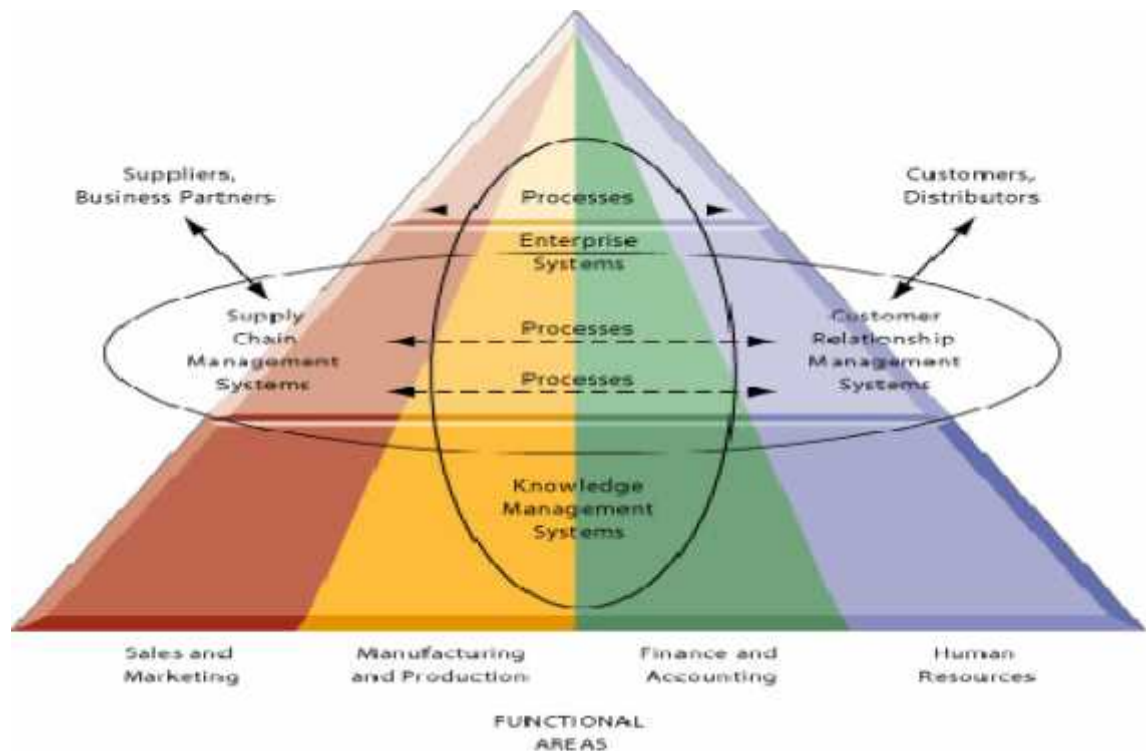 Suppliers,
Business Partners
Customers,
Distributors
Processes
Enterprise
Systems
Supply
Chain
Management
Systems
Processes
Processes
Customer
Relationship
Management
Systems
Knowledge
Management
Systems
Sales and
Marketing
Manufacturing
and Production
Finance and
Accounting
Human
Resources
FUNCTIONAL
AREAS